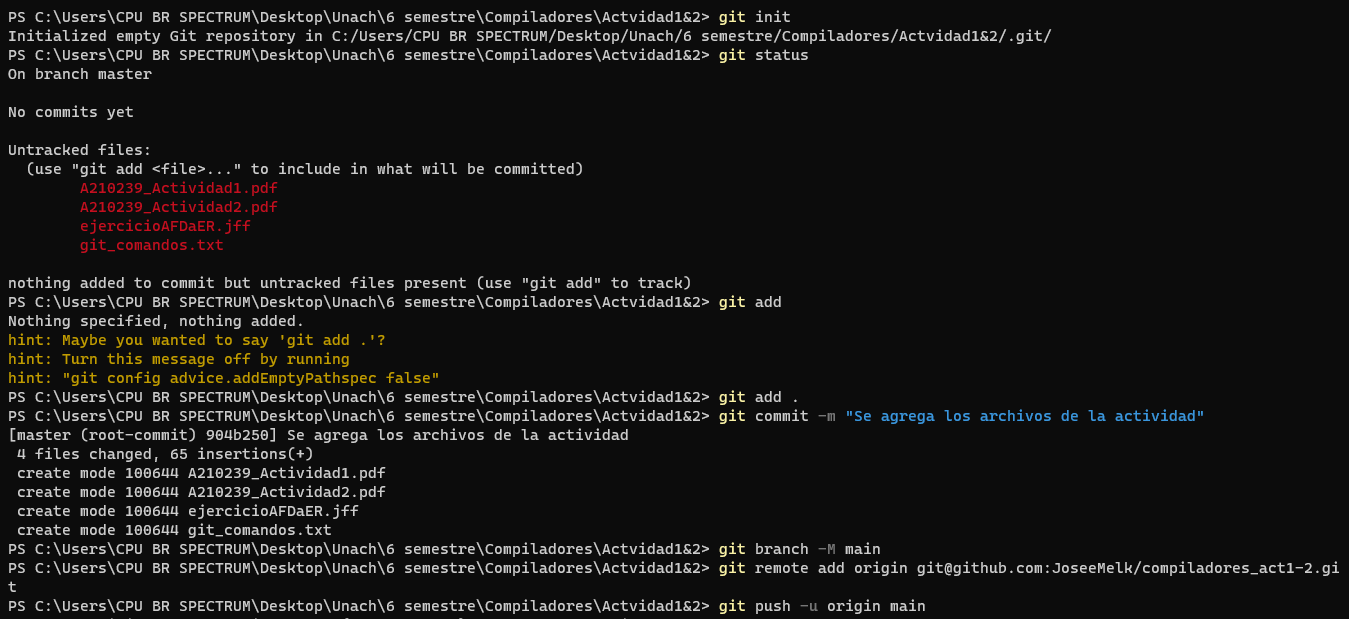 PS C:\Users\CPU BR SPECTRUM\Desktop\Unach\6 semestre\Compiladores\Actvidad1&2> git init
Initialized empty Git repository in C:/Users/CPU BR SPECTRUM/Desktop/Unach/6 semestre/Compiladores/Actvidad1&2/.git/
PS C:\Users\CPU BR SPECTRUM\Desktop\Unach\6 semestre\Compiladores\Actvidad1&2> git status
On branch master
No commits yet
Untracked files:
  (use "git add <file>..." to include in what will be committed)
        A210239_Actividad1.pdf
        A210239_Actividad2.pdf
        ejercicioAFDaER.jff
        git_comandos.txt
nothing added to commit but untracked files present (use "git add" to track)
PS C:\Users\CPU BR SPECTRUM\Desktop\Unach\6 semestre\Compiladores\Actvidad1&2> git add
Nothing specified, nothing added.
hint: Maybe you wanted to say 'git add .'?
hint: Turn this message off by running
hint: "git config advice.addEmptyPathspec false"
PS C:\Users\CPU BR SPECTRUM\Desktop\Unach\6 semestre\Compiladores\Actvidad1&2> git add .
PS C:\Users\CPU BR SPECTRUM\Desktop\Unach\6 semestre\Compiladores\Actvidad1&2> git commit -m "Se agrega los archivos de la actividad"
[master (root-commit) 904b250] Se agrega los archivos de la actividad
 4 files changed, 65 insertions(+)
 create mode 100644 A210239_Actividad1.pdf
 create mode 100644 A210239_Actividad2.pdf
 create mode 100644 ejercicioAFDaER.jff
 create mode 100644 git_comandos.txt
PS C:\Users\CPU BR SPECTRUM\Desktop\Unach\6 semestre\Compiladores\Actvidad1&2> git branch -M main
PS C:\Users\CPU BR SPECTRUM\Desktop\Unach\6 semestre\Compiladores\Actvidad1&2> git remote add origin git@github.com:JoseeMelk/compiladores_act1-2.gi
t
PS C:\Users\CPU BR SPECTRUM\Desktop\Unach\6 semestre\Compiladores\Actvidad1&2> git push -u origin main